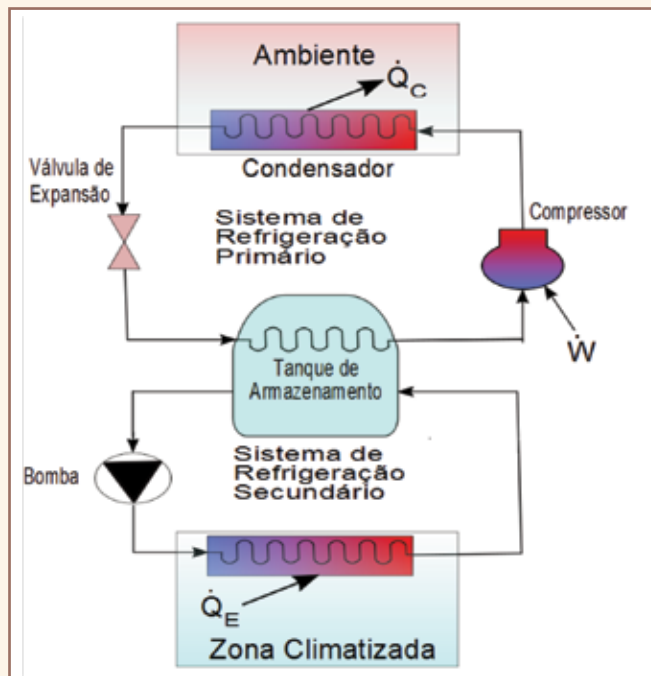 Ambiente
Q̇C
Condensador
Válvula de
Expansão
Compressor
Sistema de
Refrigeração
Primário
Ẇ
Tanque de
Armazenamento
Sistema de
Refrigeração
Secundário
Bomba
Q̇E
Zona Climatizada